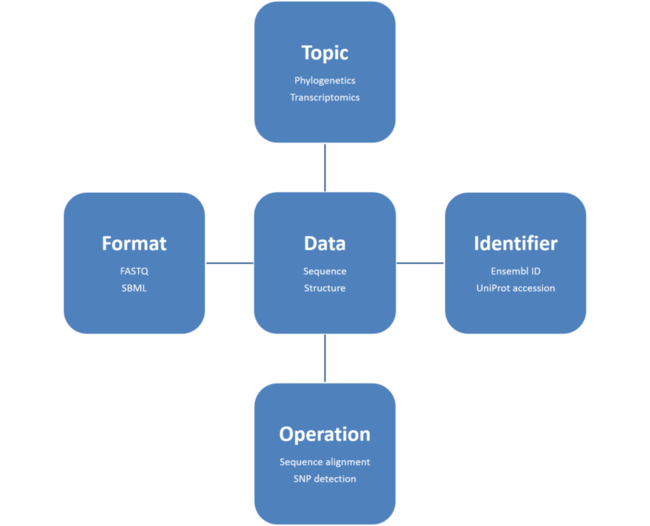 Topic
Phylogenetics
Transcriptomics
Format
FASTQ
SBML
Data
Sequence
Structure
Identifier
Ensembl ID
UniProt accession
Operation
Sequence alignment
SNP detection